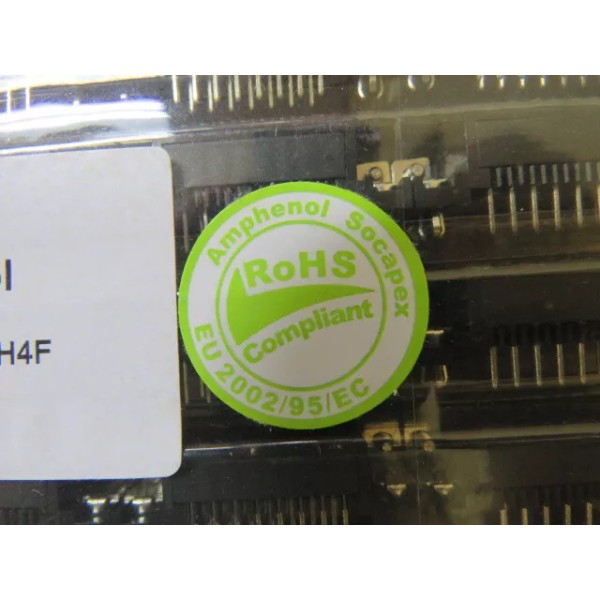 Amphenol Socapex
RoHS
Compliant
EU 2002/95/EC
H4F